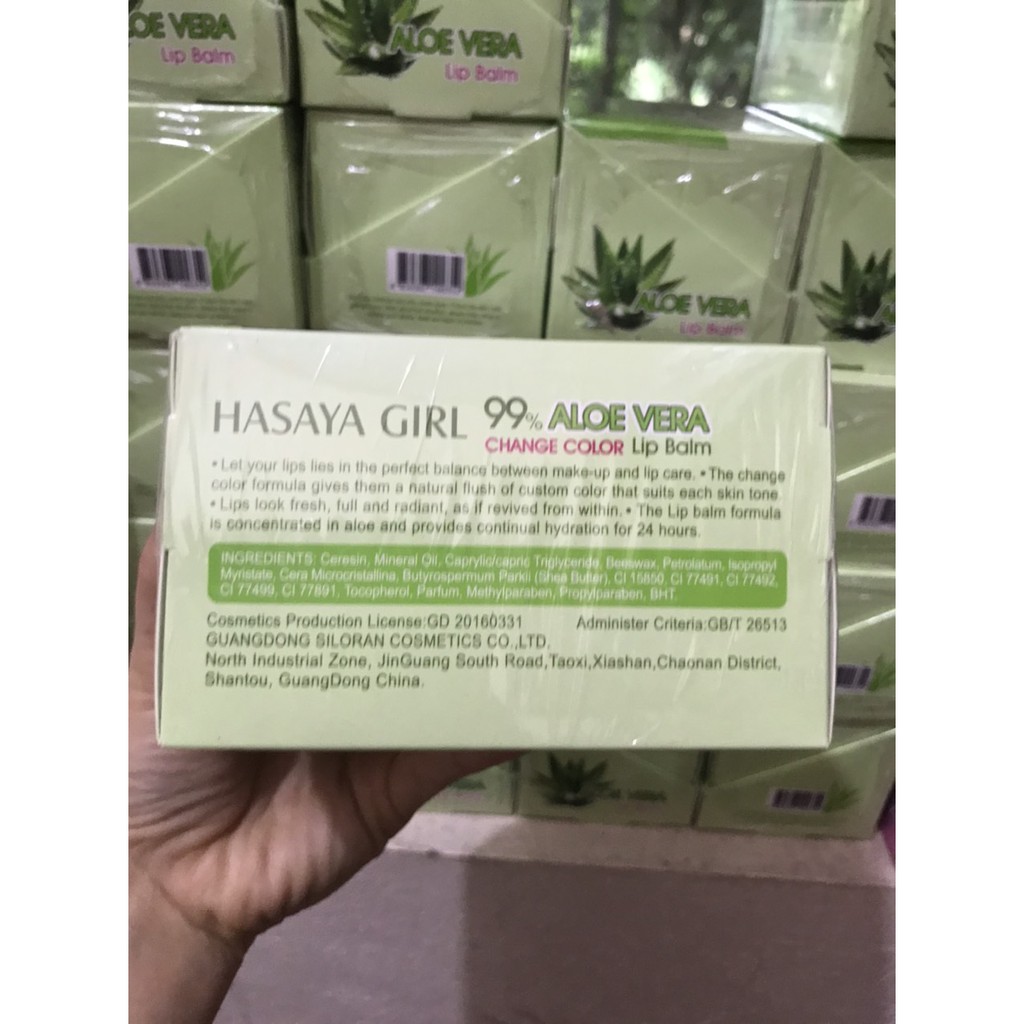 OE VERA
Lip Balm
ALOE VERA
Lip Balm
ALOE VERA
Lip Balm
HASAYA GIRL 99% ALOE VERA
CHANGE COLOR Lip Balm
• Let your lips lies in the perfect balance between make-up and lip care. • The change
color formula gives them a natural flush of custom color that suits each skin tone.
• Lips look fresh, full and radiant, as if revived from within. • The Lip balm formula
is concentrated in aloe and provides continual hydration for 24 hours.
INGREDIENTS: Ceresin, Mineral Oil, Caprylic/capric Triglyceride, Beeswax, Petrolatum, Isopropyl
Myristate, Cera Microcristallina, Butyrospermum Parkii (Shea Butter), CI 15850, CI 77491, CI 77492,
CI 77499, CI 77891, Tocopherol, Parfum, Methylparaben, Propylparaben, BHT.
Cosmetics Production License:GD 20160331 Administer Criteria:GB/T 26513
GUANGDONG SILORAN COSMETICS CO.,LTD.
North Industrial Zone, JinGuang South Road,Taoxi,Xiashan,Chaonan District,
Shantou, GuangDong China.
VERA